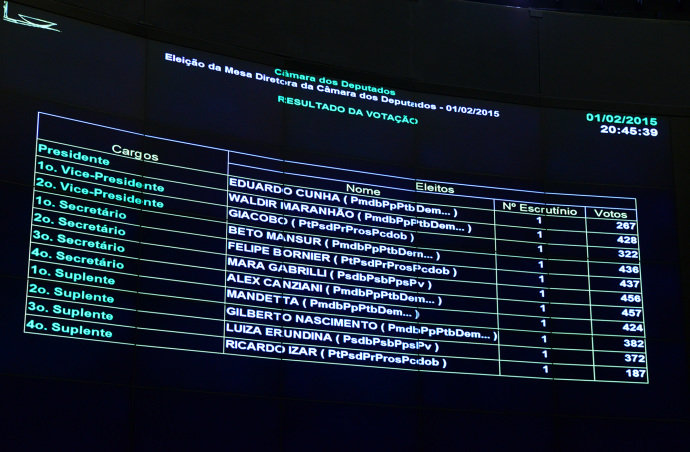 Câmara dos Deputados
Eleição da Mesa Diretora da Câmara dos Deputados - 01/02/2015
RESULTADO DA VOTAÇÃO
01/02/2015
20:45:39
Cargos Eleitos
Nome Nº Escrutínio Votos
Presidente EDUARDO CUNHA ( PmdbPpPtbDem... ) 1 267
1o. Vice-Presidente WALDIR MARANHÃO ( PmdbPpPtbDem... ) 1 428
2o. Vice-Presidente GIACOBO ( PtPsdPrProsPcdob ) 1 322
1o. Secretário BETO MANSUR ( PmdbPpPtbDem... ) 1 436
2o. Secretário FELIPE BORNIER ( PtPsdPrProsPcdob ) 1 437
3o. Secretário MARA GABRILLI ( PsdbPsbPpsPv ) 1 456
4o. Secretário ALEX CANZIANI ( PmdbPpPtbDem... ) 1 457
1o. Suplente MANDETTA ( PmdbPpPtbDem... ) 1 424
2o. Suplente GILBERTO NASCIMENTO ( PmdbPpPtbDem... ) 1 382
3o. Suplente LUIZA ERUNDINA ( PsdbPsbPpsPv ) 1 372
4o. Suplente RICARDO IZAR ( PtPsdPrProsPcdob ) 1 187